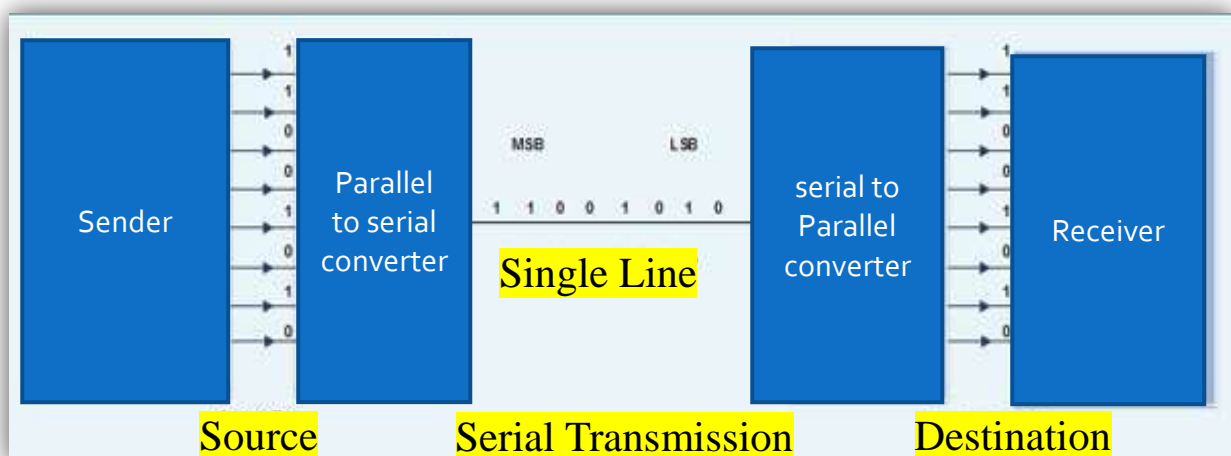 Sender
1
1
0
0
1
0
1
0
Parallel
to serial
converter
MSB LSB
1 1 0 0 1 0 1 0
Single Line
serial to
Parallel
converter
1
1
0
0
1
0
1
0
Receiver
Source Serial Transmission Destination